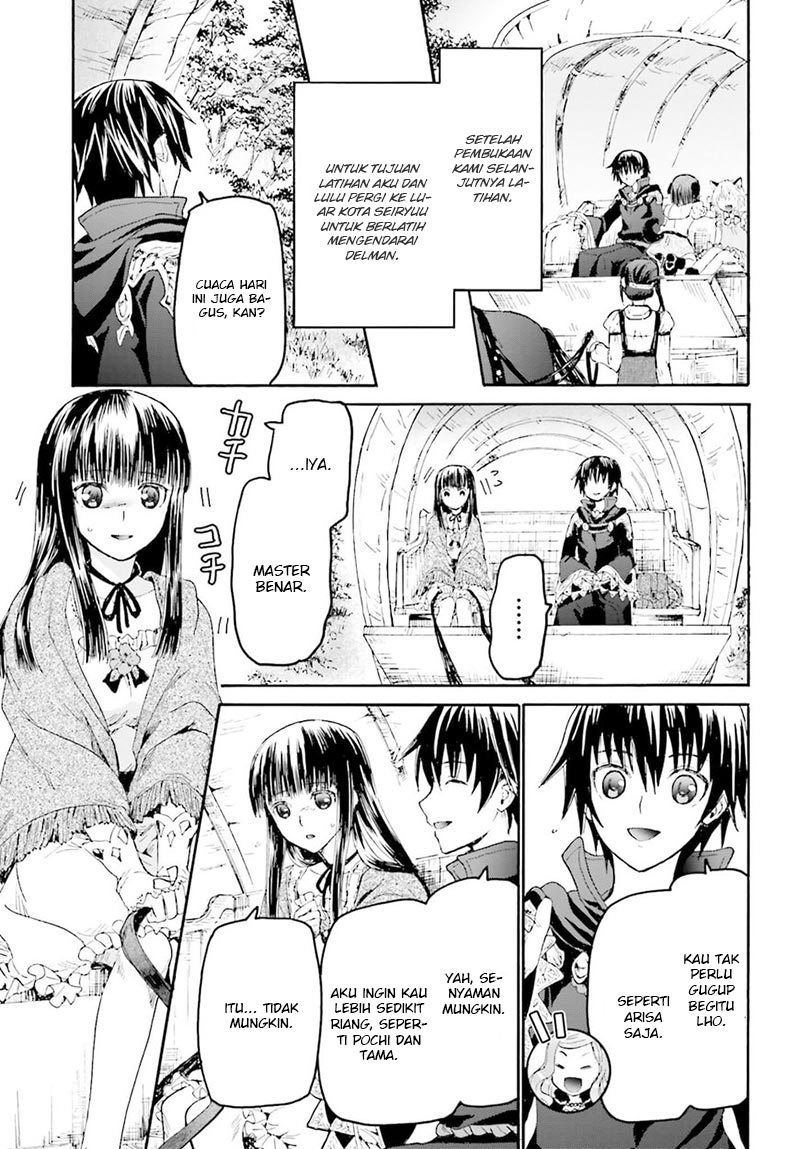 SETELAH
PEMBUKAAN
KAMI SELAN-
JUTNYA LA-
TIHAN.
UNTUK TUJUAN
LATIHAN AKU DAN
LULU PERGI KE LU-
AR KOTA SEIRYUU
UNTUK BERLATIH
MENGENDARAI
DELMAN.
CUACA HARI
INI JUGA BA-
GUS, KAN?
......
...IYA.
MASTER
BENAR.
カチ
コチ
KAU TAK
PERLU
GUGUP
BEGITU
LHO.
SEPERTI
ARISA
SAJA.
YAH, SE-
NYAMAN
MUNGKIN.
AKU INGIN KAU
LEBIH SEDIKIT
RIANG, SEPER-
TI POCHI DAN
TAMA.
ITU... TIDAK
MUNGKIN.